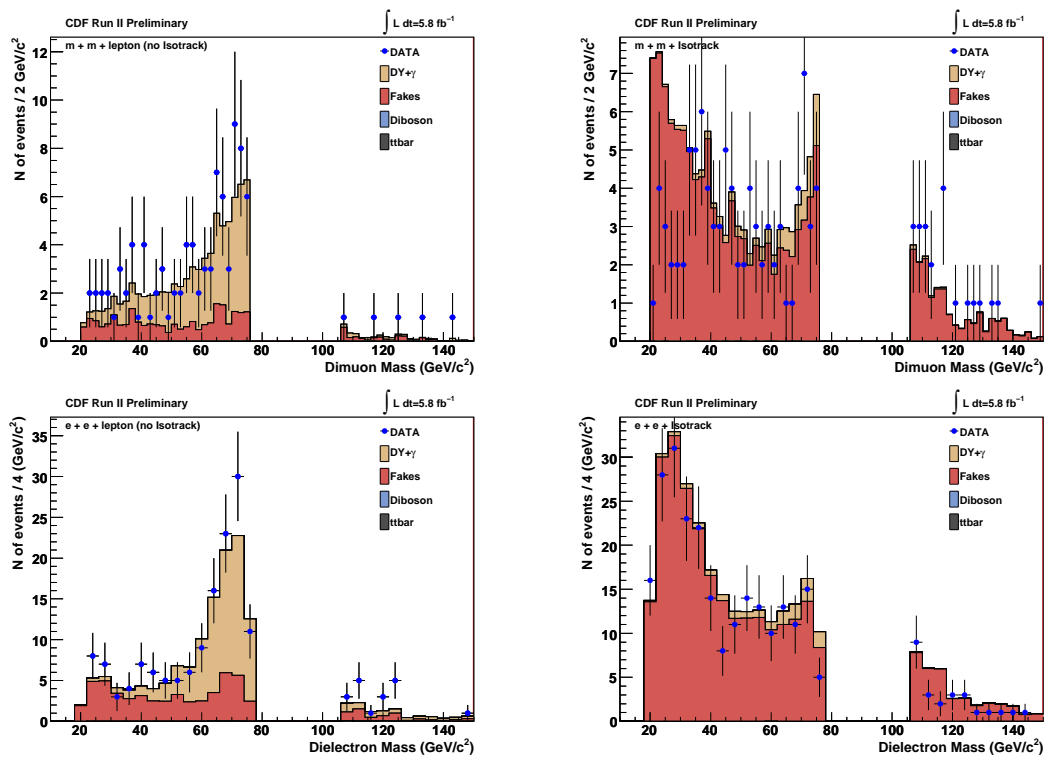 CDF Run II Preliminary
∫ L dt=5.8 fb⁻¹
m + m + lepton (no Isotrack)
DATA
DY+γ
Fakes
Diboson
ttbar
N of events / 2 GeV/c²
12
10
8
6
4
2
0
20 40 60 80 100 120 140
Dimuon Mass (GeV/c²)
CDF Run II Preliminary
∫ L dt=5.8 fb⁻¹
m + m + Isotrack
DATA
DY+γ
Fakes
Diboson
ttbar
N of events / 2 GeV/c²
7
6
5
4
3
2
1
0
20 40 60 80 100 120 140
Dimuon Mass (GeV/c²)
CDF Run II Preliminary
∫ L dt=5.8 fb⁻¹
e + e + lepton (no Isotrack)
DATA
DY+γ
Fakes
Diboson
ttbar
N of events / 4 (GeV/c²)
35
30
25
20
15
10
5
0
20 40 60 80 100 120 140
Dielectron Mass (GeV/c²)
CDF Run II Preliminary
∫ L dt=5.8 fb⁻¹
e + e + Isotrack
DATA
DY+γ
Fakes
Diboson
ttbar
N of events / 4 (GeV/c²)
30
25
20
15
10
5
0
20 40 60 80 100 120 140
Dielectron Mass (GeV/c²)